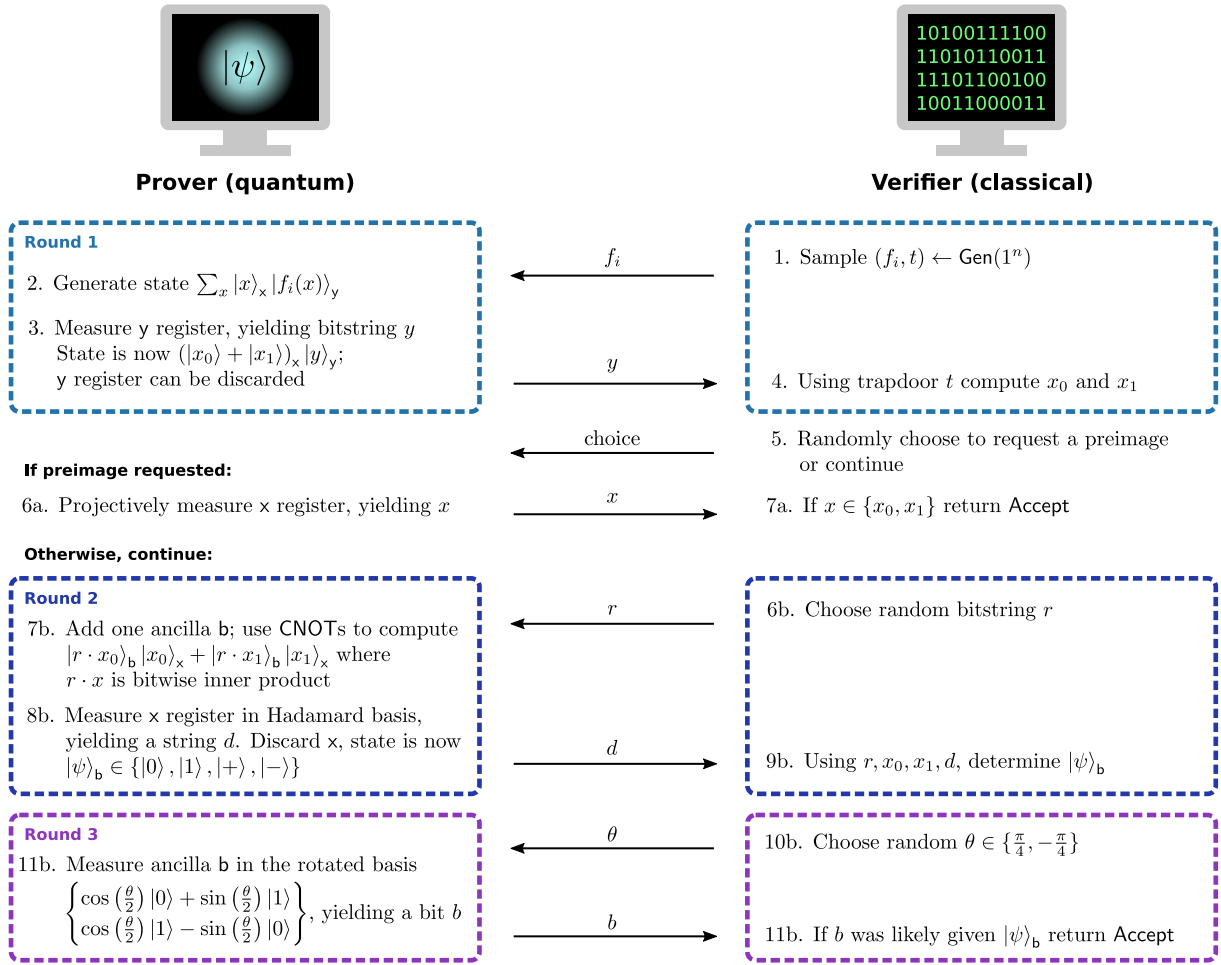 |ψ⟩
10100111100
11010110011
11101100100
10011000011
Prover (quantum)
Verifier (classical)
Round 1
1. Sample (f_i, t) ← Gen(1^n)
f_i
2. Generate state ∑_x |x⟩_x |f_i(x)⟩_y
3. Measure y register, yielding bitstring y
State is now (|x_0⟩ + |x_1⟩)_x |y⟩_y;
y register can be discarded
y
4. Using trapdoor t compute x_0 and x_1
choice
5. Randomly choose to request a preimage
or continue
If preimage requested:
6a. Projectively measure x register, yielding x
x
7a. If x ∈ {x_0, x_1} return Accept
Otherwise, continue:
Round 2
r
6b. Choose random bitstring r
7b. Add one ancilla b; use CNOTs to compute
|r · x_0⟩_b |x_0⟩_x + |r · x_1⟩_b |x_1⟩_x where
r · x is bitwise inner product
8b. Measure x register in Hadamard basis,
yielding a string d. Discard x, state is now
|ψ⟩_b ∈ {|0⟩, |1⟩, |+⟩, |−⟩}
d
9b. Using r, x_0, x_1, d, determine |ψ⟩_b
Round 3
θ
10b. Choose random θ ∈ {π/4, −π/4}
11b. Measure ancilla b in the rotated basis
{cos(θ/2)|0⟩ + sin(θ/2)|1⟩
cos(θ/2)|1⟩ − sin(θ/2)|0⟩}, yielding a bit b
b
11b. If b was likely given |ψ⟩_b return Accept